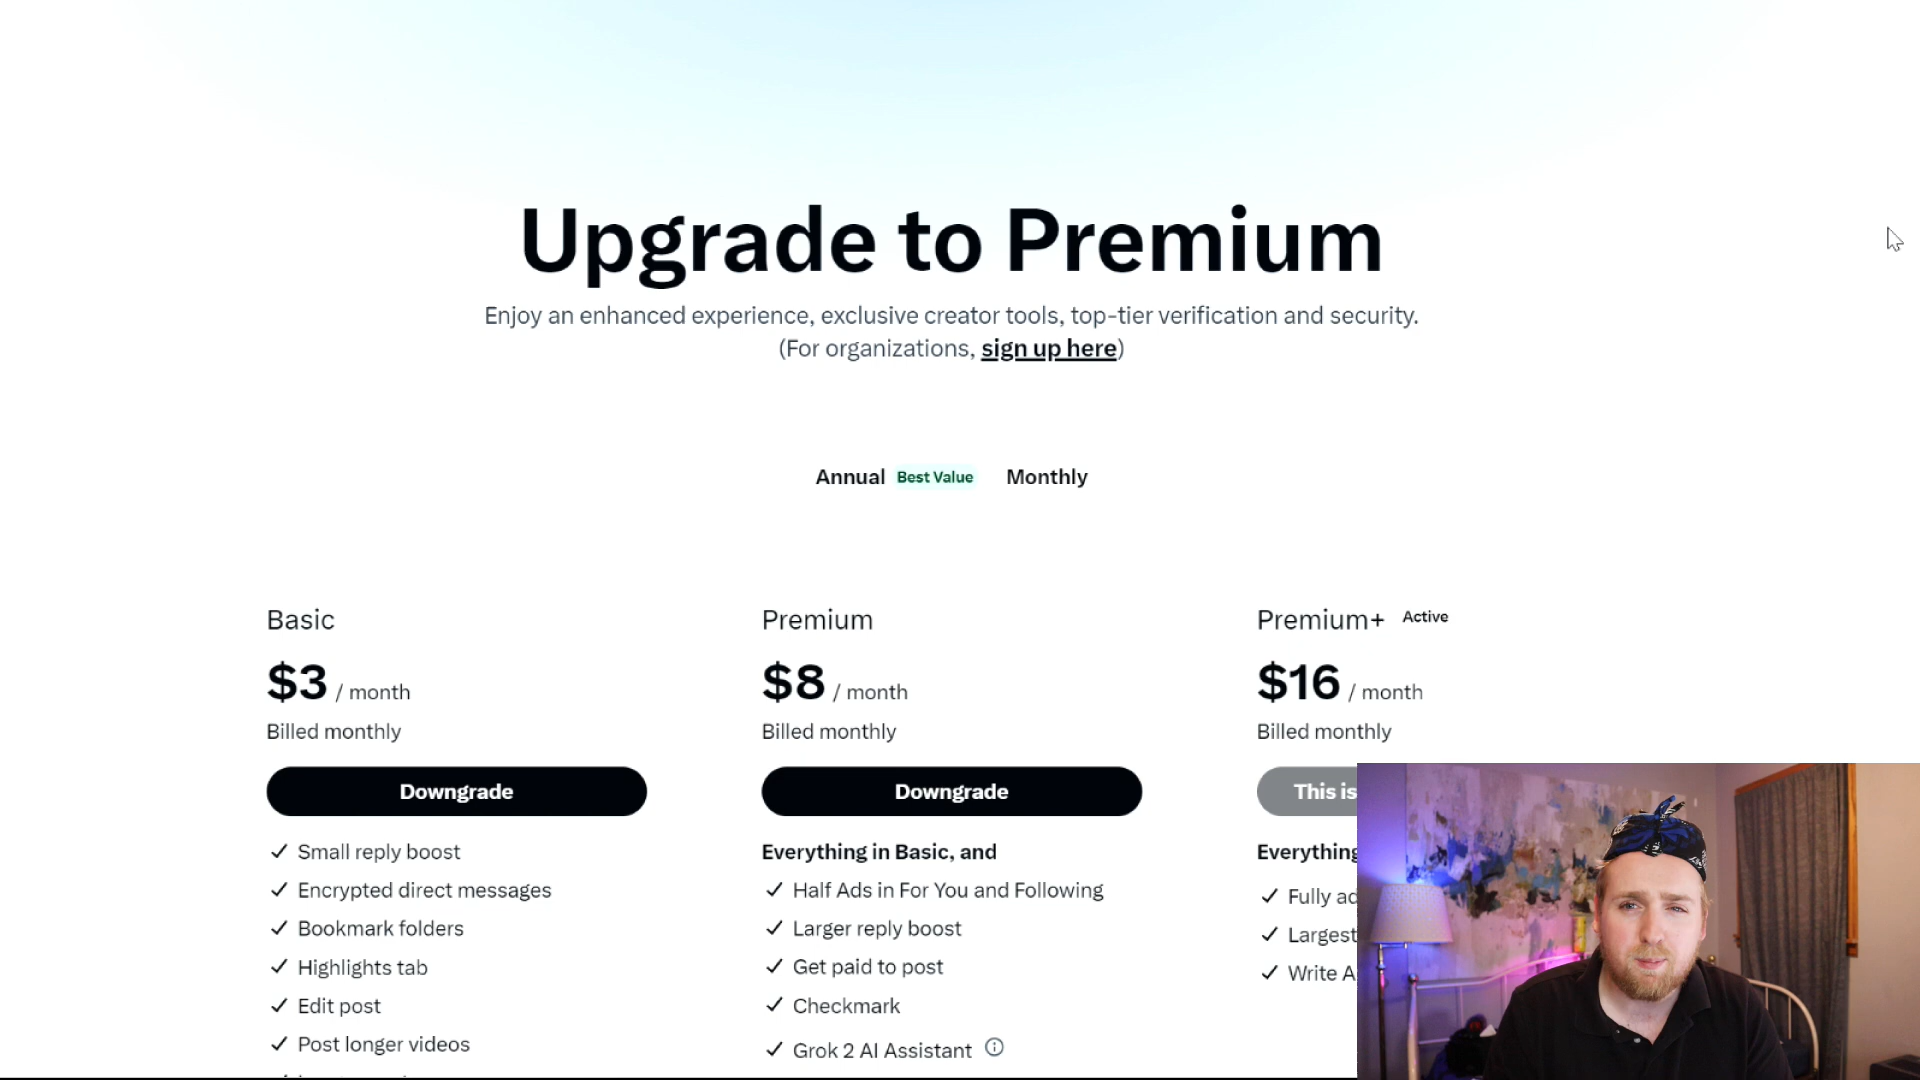 Upgrade to Premium
Enjoy an enhanced experience, exclusive creator tools, top-tier verification and security.
(For organizations, sign up here)
Annual Best Value Monthly
Basic
$3 / month
Billed monthly
Downgrade
Small reply boost
Encrypted direct messages
Bookmark folders
Highlights tab
Edit post
Post longer videos
Premium
$8 / month
Billed monthly
Downgrade
Everything in Basic, and
Half Ads in For You and Following
Larger reply boost
Get paid to post
Checkmark
Grok 2 AI Assistant
Premium+ Active
$16 / month
Billed monthly
This is
Everything
Fully
Largest
Write